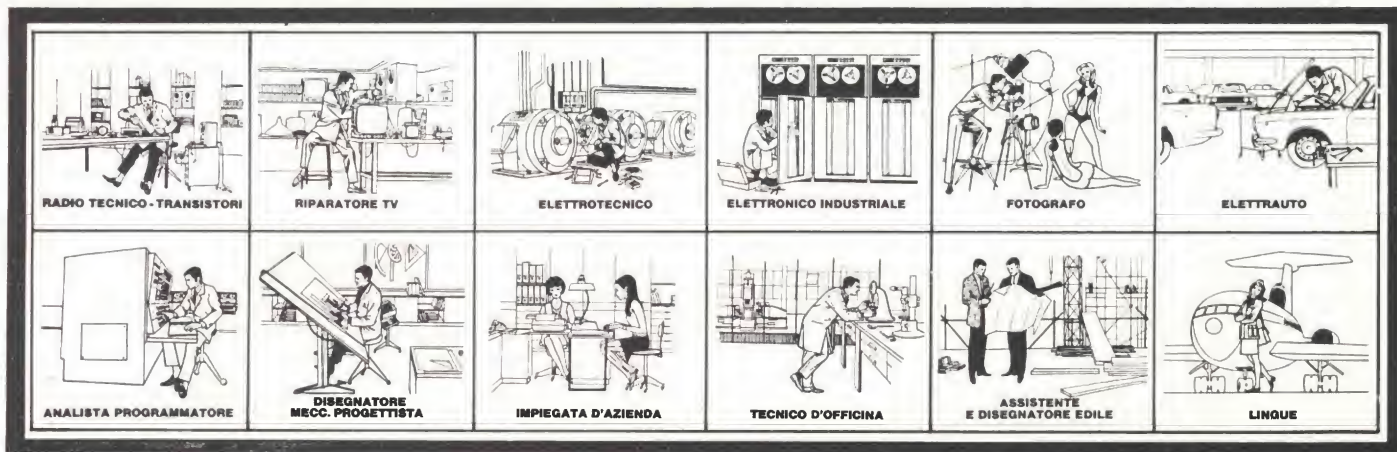 RADIO TECNICO - TRANSISTORI
RIPARATORE TV
ELETTROTECNICO
ELETTRONICO INDUSTRIALE
FOTOGRAFO
ELETTRAUTO
ANALISTA PROGRAMMATORE
DISEGNATORE
MECC. PROGETTISTA
IMPIEGATA D'AZIENDA
TECNICO D'OFFICINA
ASSISTENTE
E DISEGNATORE EDILE
LINGUE